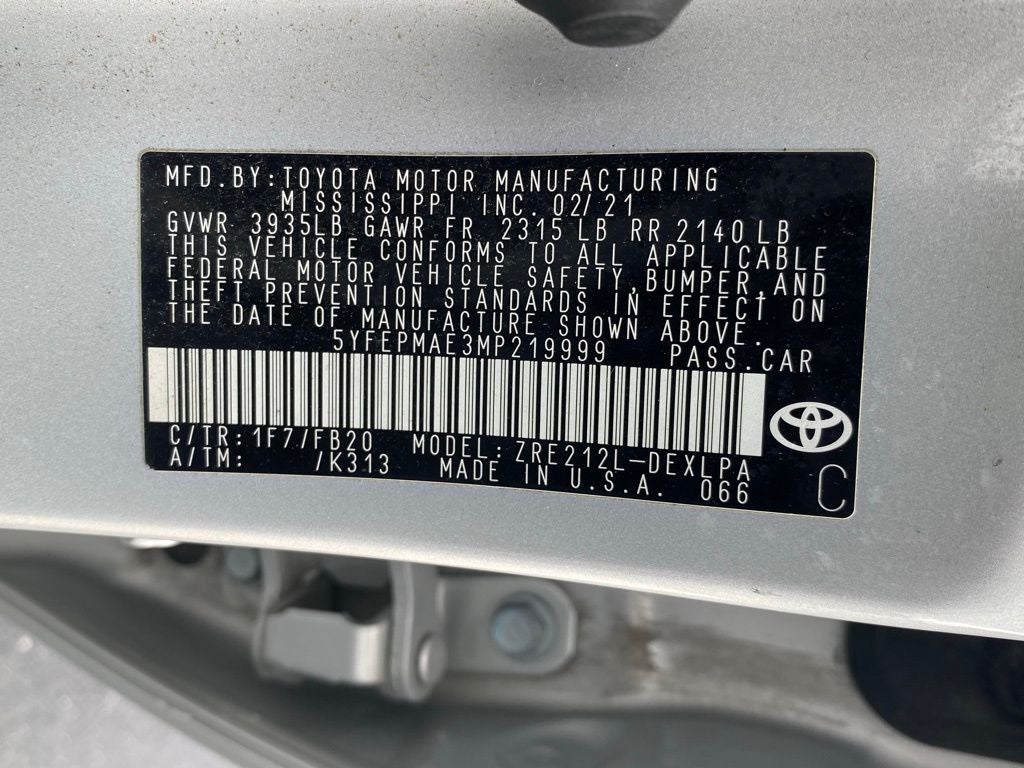 MFD.BY:TOYOTA MOTOR MANUFACTURING
MISSISSIPPI INC. 02/21
GVWR 3935LB GAWR FR 2315LB RR 2140LB
THIS VEHICLE CONFORMS TO ALL APPLICABLE
FEDERAL MOTOR VEHICLE SAFETY,BUMPER,AND
THEFT PREVENTION STANDARDS IN EFFECT ON
THE DATE OF MANUFACTURE SHOWN ABOVE.
5YFEPMAE3MP219999 PASS.CAR
C/TR:1F7/FB20 MODEL:ZRE212L-DEXLPA
A/TM: /K313 MADE IN U.S.A. 066
C